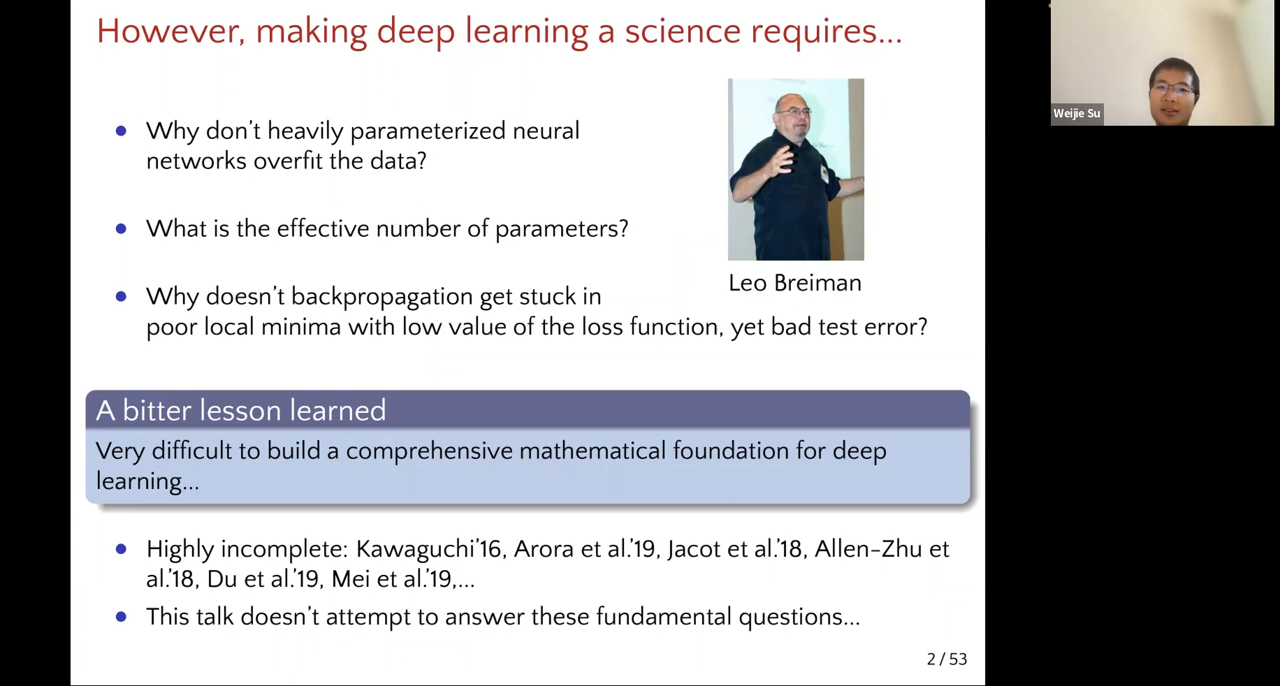 However, making deep learning a science requires...
Why don't heavily parameterized neural
networks overfit the data?
What is the effective number of parameters?
Why doesn't backpropagation get stuck in
poor local minima with low value of the loss function, yet bad test error?
Leo Breiman
A bitter lesson learned
Very difficult to build a comprehensive mathematical foundation for deep
learning...
Highly incomplete: Kawaguchi'16, Arora et al.'19, Jacot et al.'18, Allen-Zhu et
al.'18, Du et al.'19, Mei et al.'19,...
This talk doesn't attempt to answer these fundamental questions...
2 / 53
Weijie Su